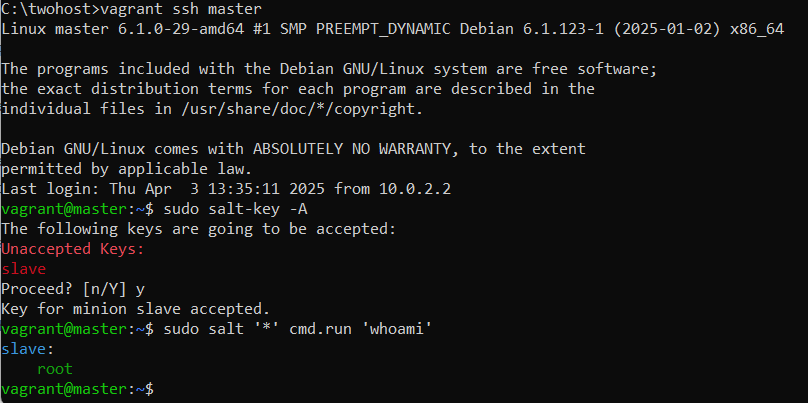 C:\twohost>vagrant ssh master
Linux master 6.1.0-29-amd64 #1 SMP PREEMPT_DYNAMIC Debian 6.1.123-1 (2025-01-02) x86_64

The programs included with the Debian GNU/Linux system are free software;
the exact distribution terms for each program are described in the
individual files in /usr/share/doc/*/copyright.

Debian GNU/Linux comes with ABSOLUTELY NO WARRANTY, to the extent
permitted by applicable law.
Last login: Thu Apr  3 13:35:11 2025 from 10.0.2.2
vagrant@master:~$ sudo salt-key -A
The following keys are going to be accepted:
Unaccepted Keys:
slave
Proceed? [n/Y] y
Key for minion slave accepted.
vagrant@master:~$ sudo salt '*' cmd.run 'whoami'
slave:
    root
vagrant@master:~$